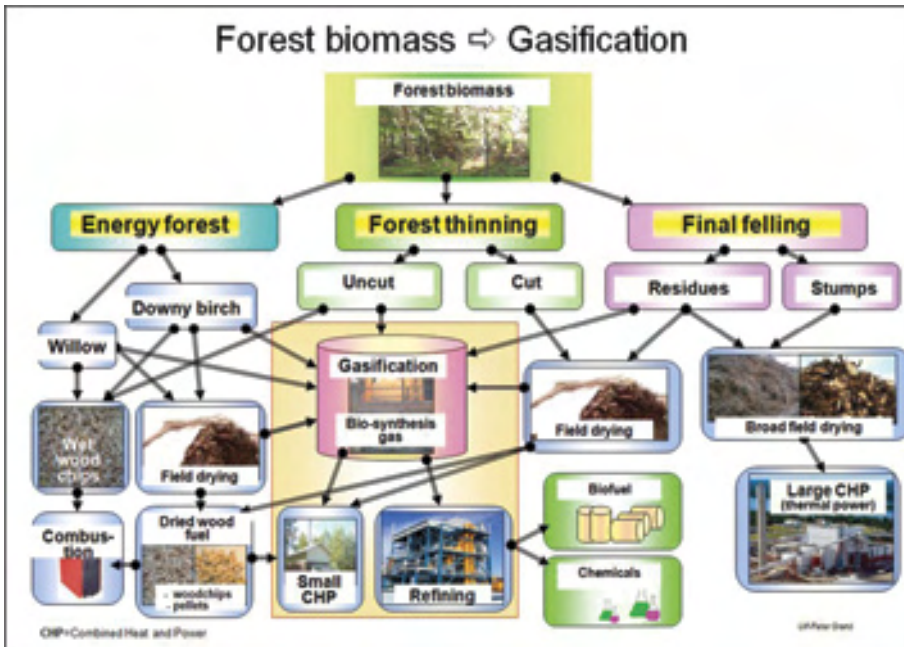 Forest biomass ⇨ Gasification
Forest biomass
Energy forest
Forest thinning
Final felling
Uncut
Cut
Residues
Stumps
Downy birch
Willow
Gasification
Bio-synthesis
gas
Wet
wood
chips
Field drying
Field drying
Broad field drying
Combus-
tion
Dried wood
fuel
- woodchips
- pellets
Small
CHP
Refining
Biofuel
Chemicals
Large CHP
(thermal power)
CHP=Combined Heat and Power